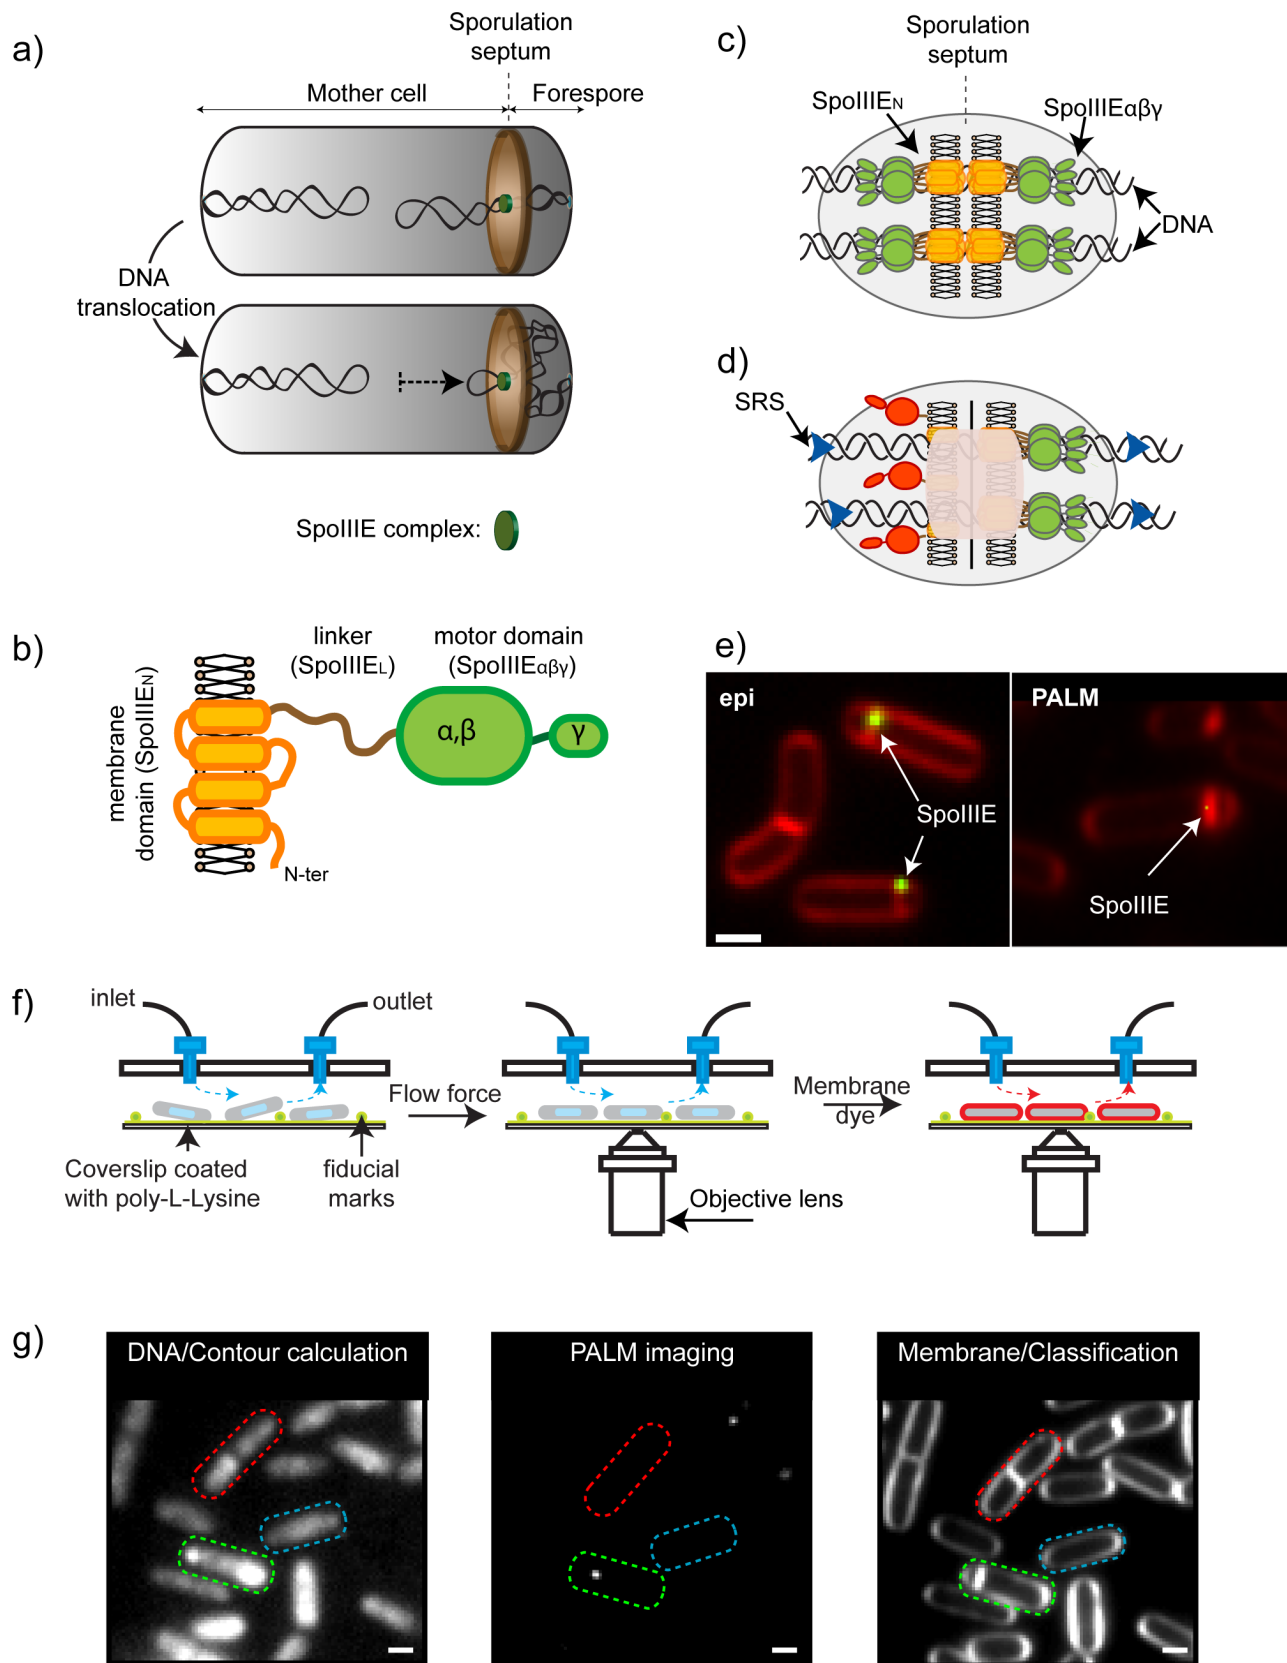 a)
Sporulation
septum
Mother cell
Forespore
DNA
translocation
SpoIIIE complex:
b)
membrane
domain (SpoIIIEN)
linker
(SpoIIIEL)
motor domain
(SpoIIIEαβγ)
α,β
γ
N-ter
c)
Sporulation
septum
SpoIIIEN
SpoIIIEαβγ
DNA
d)
SRS
e)
epi
SpoIIIE
PALM
SpoIIIE
f)
inlet
outlet
Flow force
Membrane
dye
Coverslip coated
with poly-L-Lysine
fiducial
marks
Objective lens
g)
DNA/Contour calculation
PALM imaging
Membrane/Classification